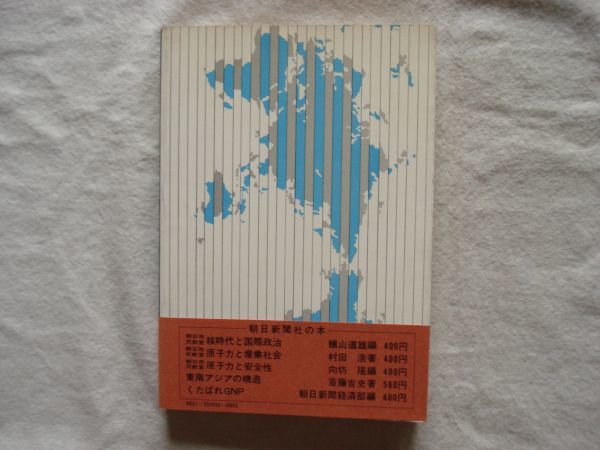 朝日新聞社の本
核時代と国際政治 蠟山道雄編 400円
原子力と産業社会 村田 浩著 400円
原子力と安全性 向坊 隆編 400円
東南アジアの構造 斎藤吉史著 580円
くたばれGNP 朝日新聞経済部編 400円